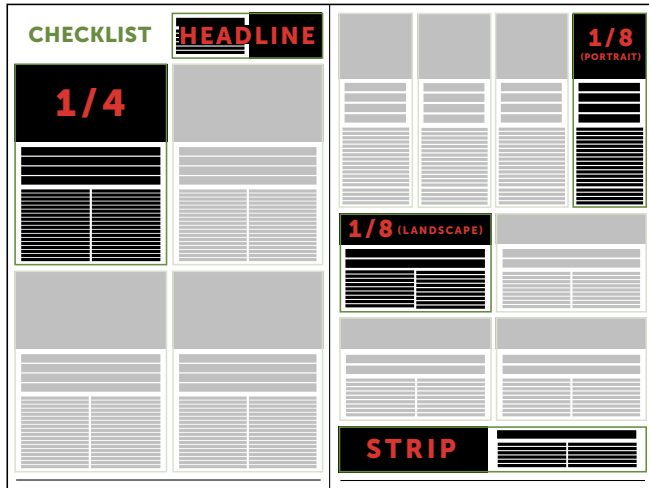 CHECKLIST
HEADLINE
1/4
1/8
(PORTRAIT)
1/8 (LANDSCAPE)
STRIP